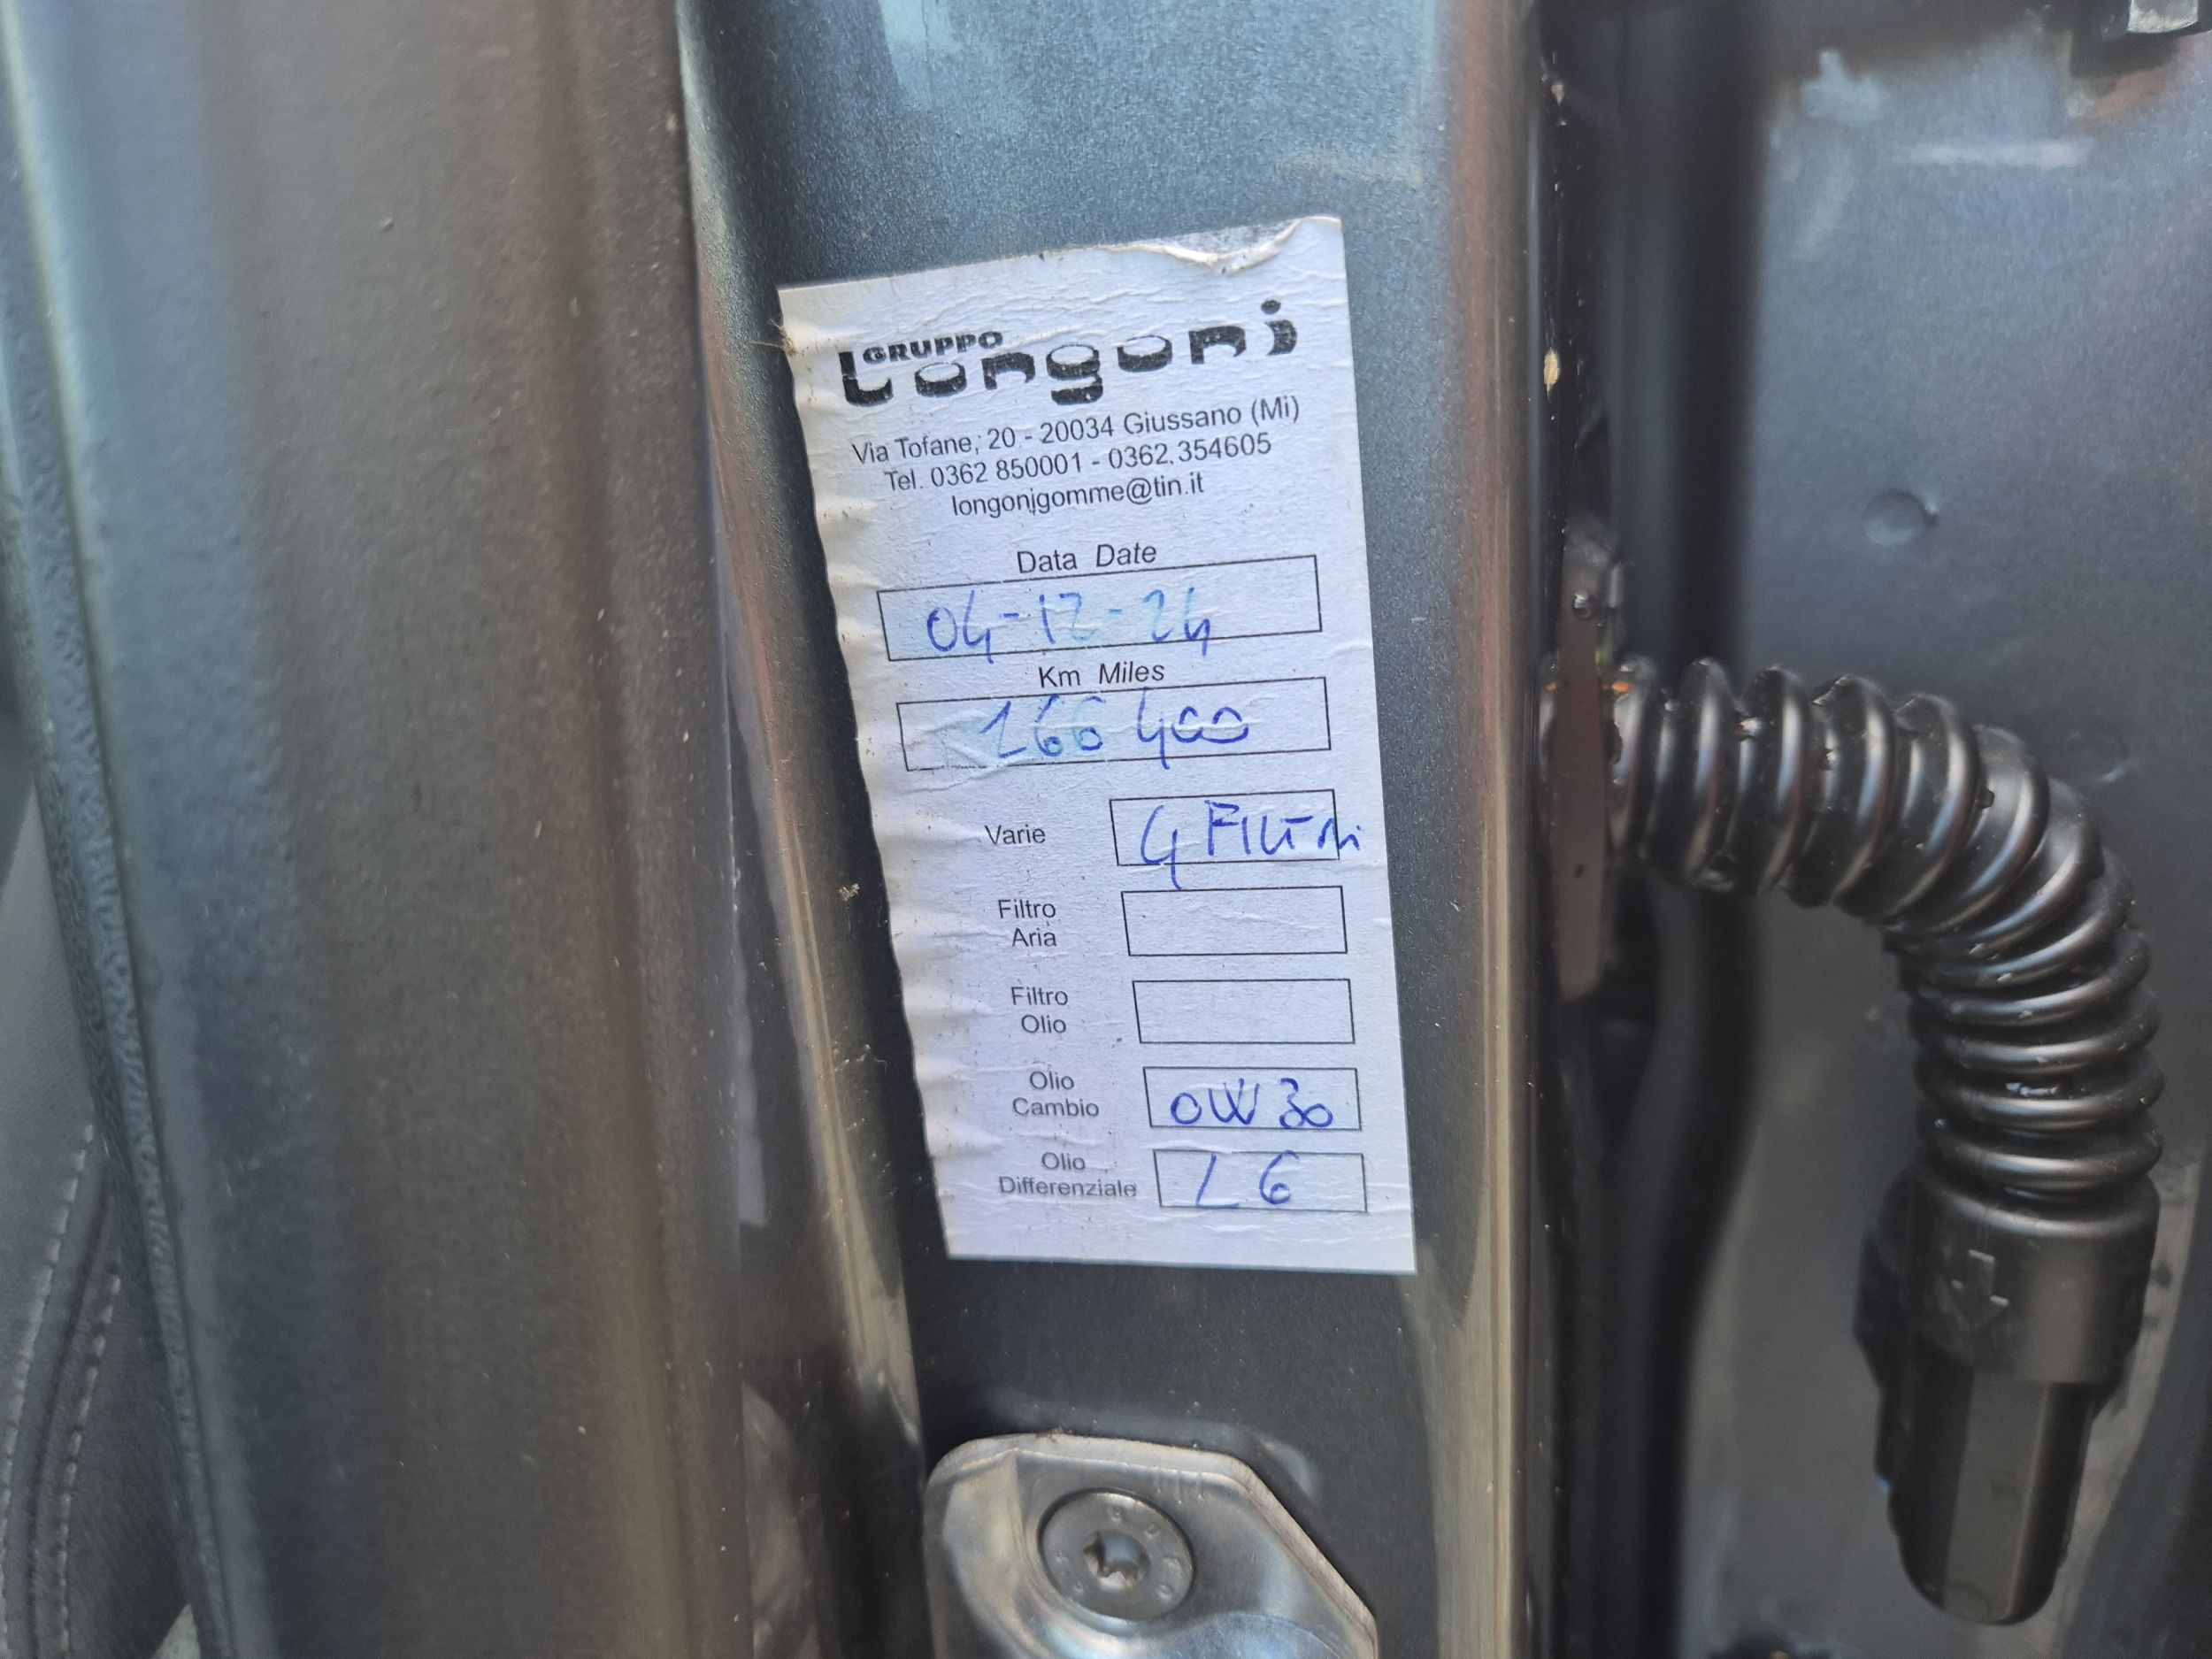 GRUPPO
Longoni
Via Tofane, 20 - 20034 Giussano (Mi)
Tel. 0362 850001 - 0362.354605
longonigomme@tin.it
Data Date
04-12-24
Km Miles
166 400
Varie 4 FILTRI
Filtro
Aria
Filtro
Olio
Olio
Cambio 0W30
Olio
Differenziale L 6